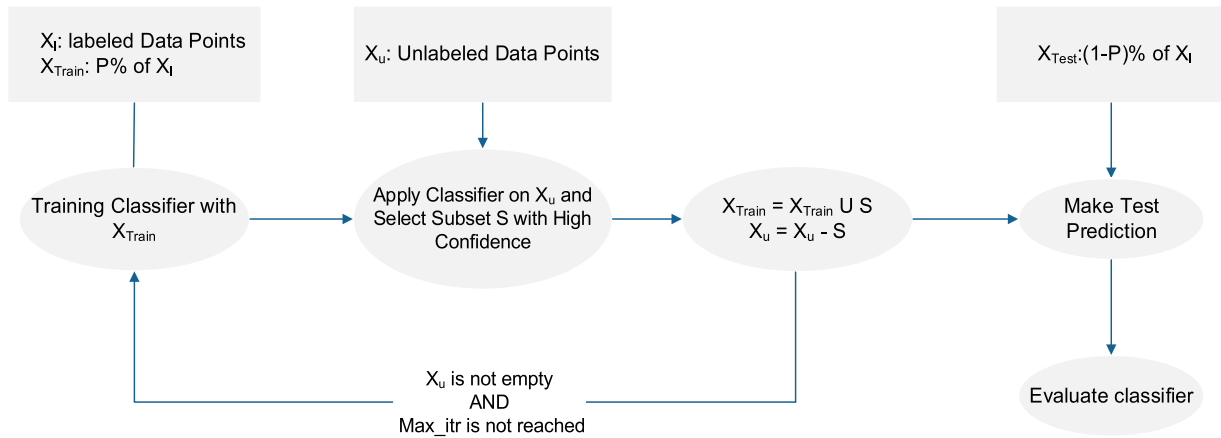 Xl: labeled Data Points
XTrain: P% of Xl
Xu: Unlabeled Data Points
XTest:(1-P)% of Xl
Training Classifier with
XTrain
Apply Classifier on Xu and
Select Subset S with High
Confidence
XTrain = XTrain U S
Xu = Xu - S
Make Test
Prediction
Xu is not empty
AND
Max_itr is not reached
Evaluate classifier